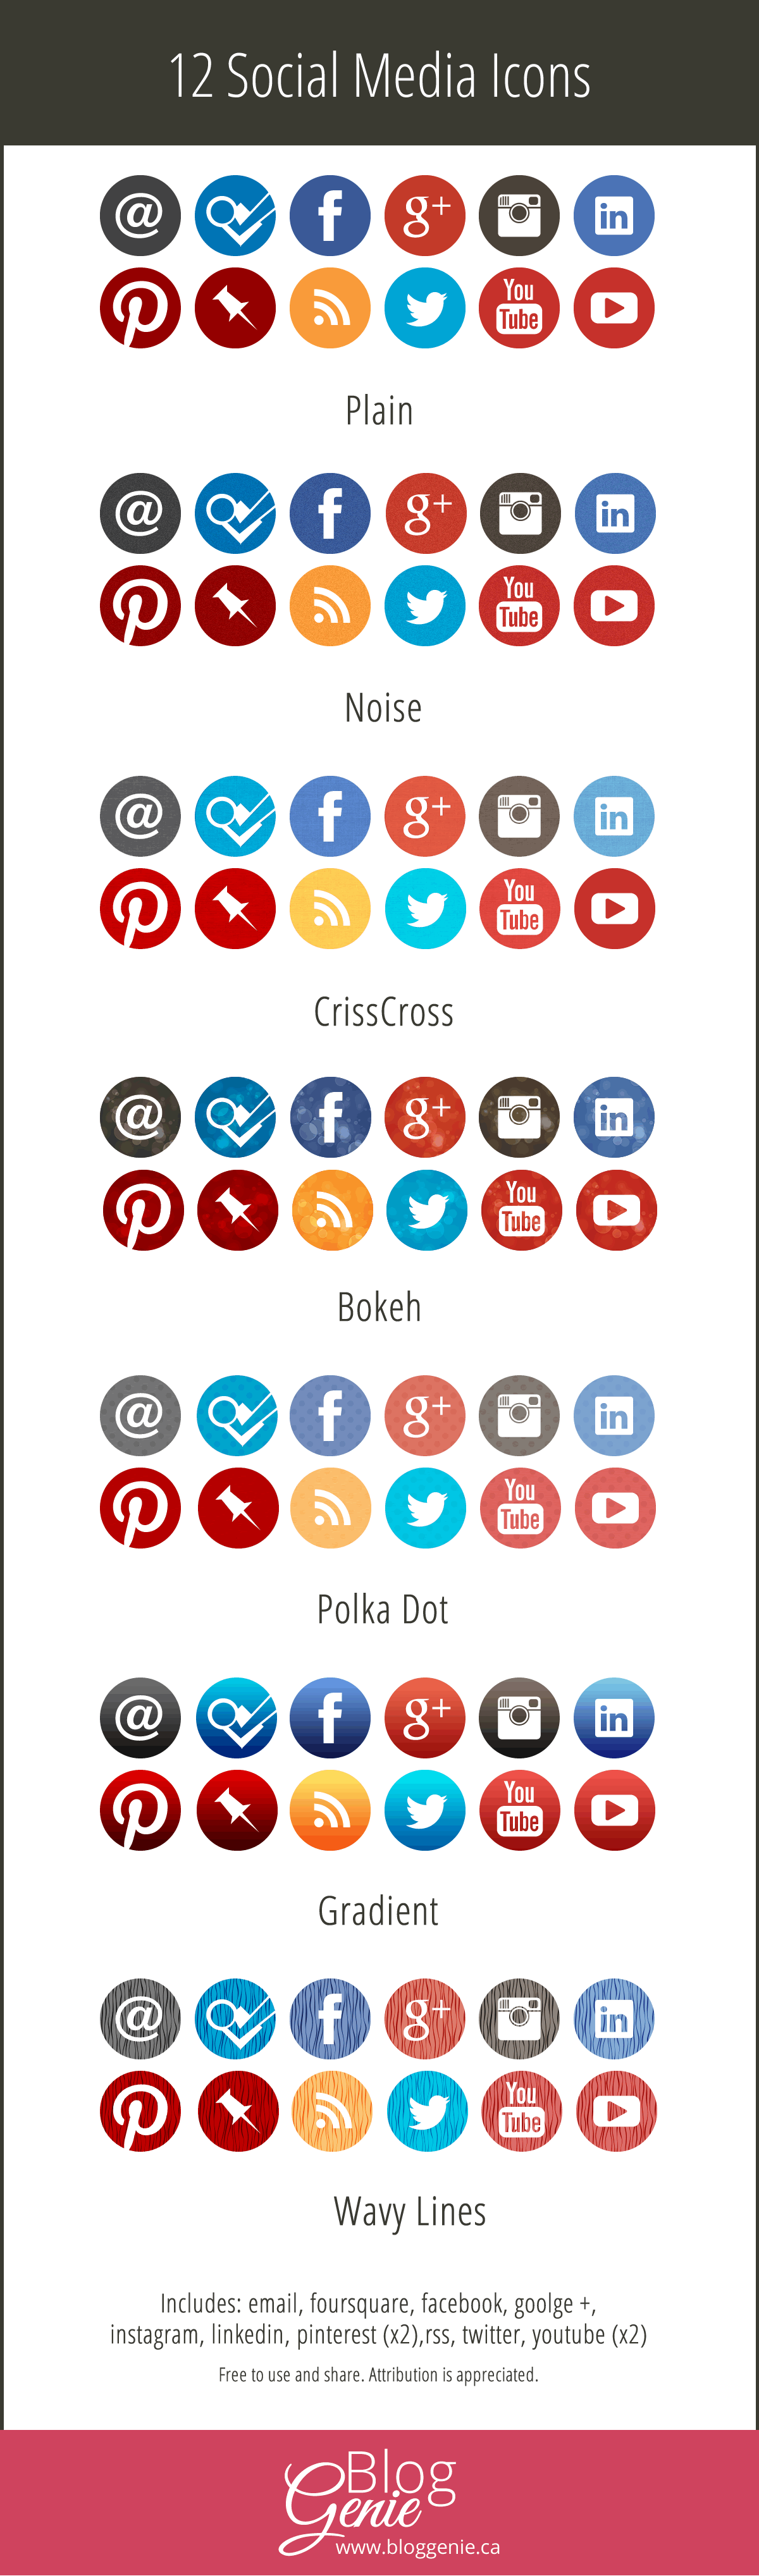 12 Social Media Icons
@ f g+ in
You
Tube
Plain
@ f g+ in
You
Tube
Noise
@ f g+ in
You
Tube
CrissCross
@ f g+ in
You
Tube
Bokeh
@ f g+ in
You
Tube
Polka Dot
@ f g+ in
You
Tube
Gradient
@ f g+ in
You
Tube
Wavy Lines
Includes: email, foursquare, facebook, goolge +,
instagram, linkedin, pinterest (x2),rss, twitter, youtube (x2)
Free to use and share. Attribution is appreciated.
Blog
Genie
www.bloggenie.ca